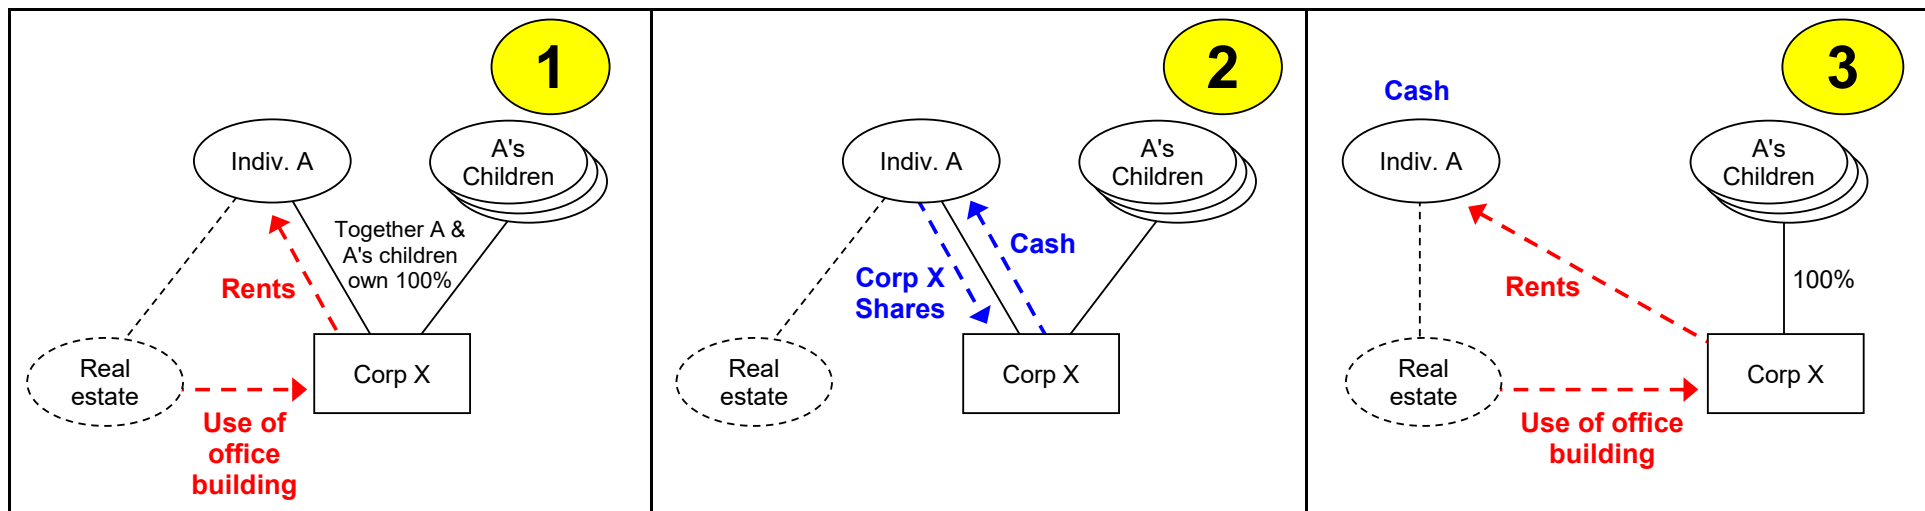 1
Indiv. A
A's
Children
Together A &
A's children
own 100%
Rents
Real
estate
Corp X
Use of
office
building
2
Indiv. A
A's
Children
Cash
Corp X
Shares
Real
estate
Corp X
3
Cash
Indiv. A
A's
Children
Rents
100%
Real
estate
Corp X
Use of office
building